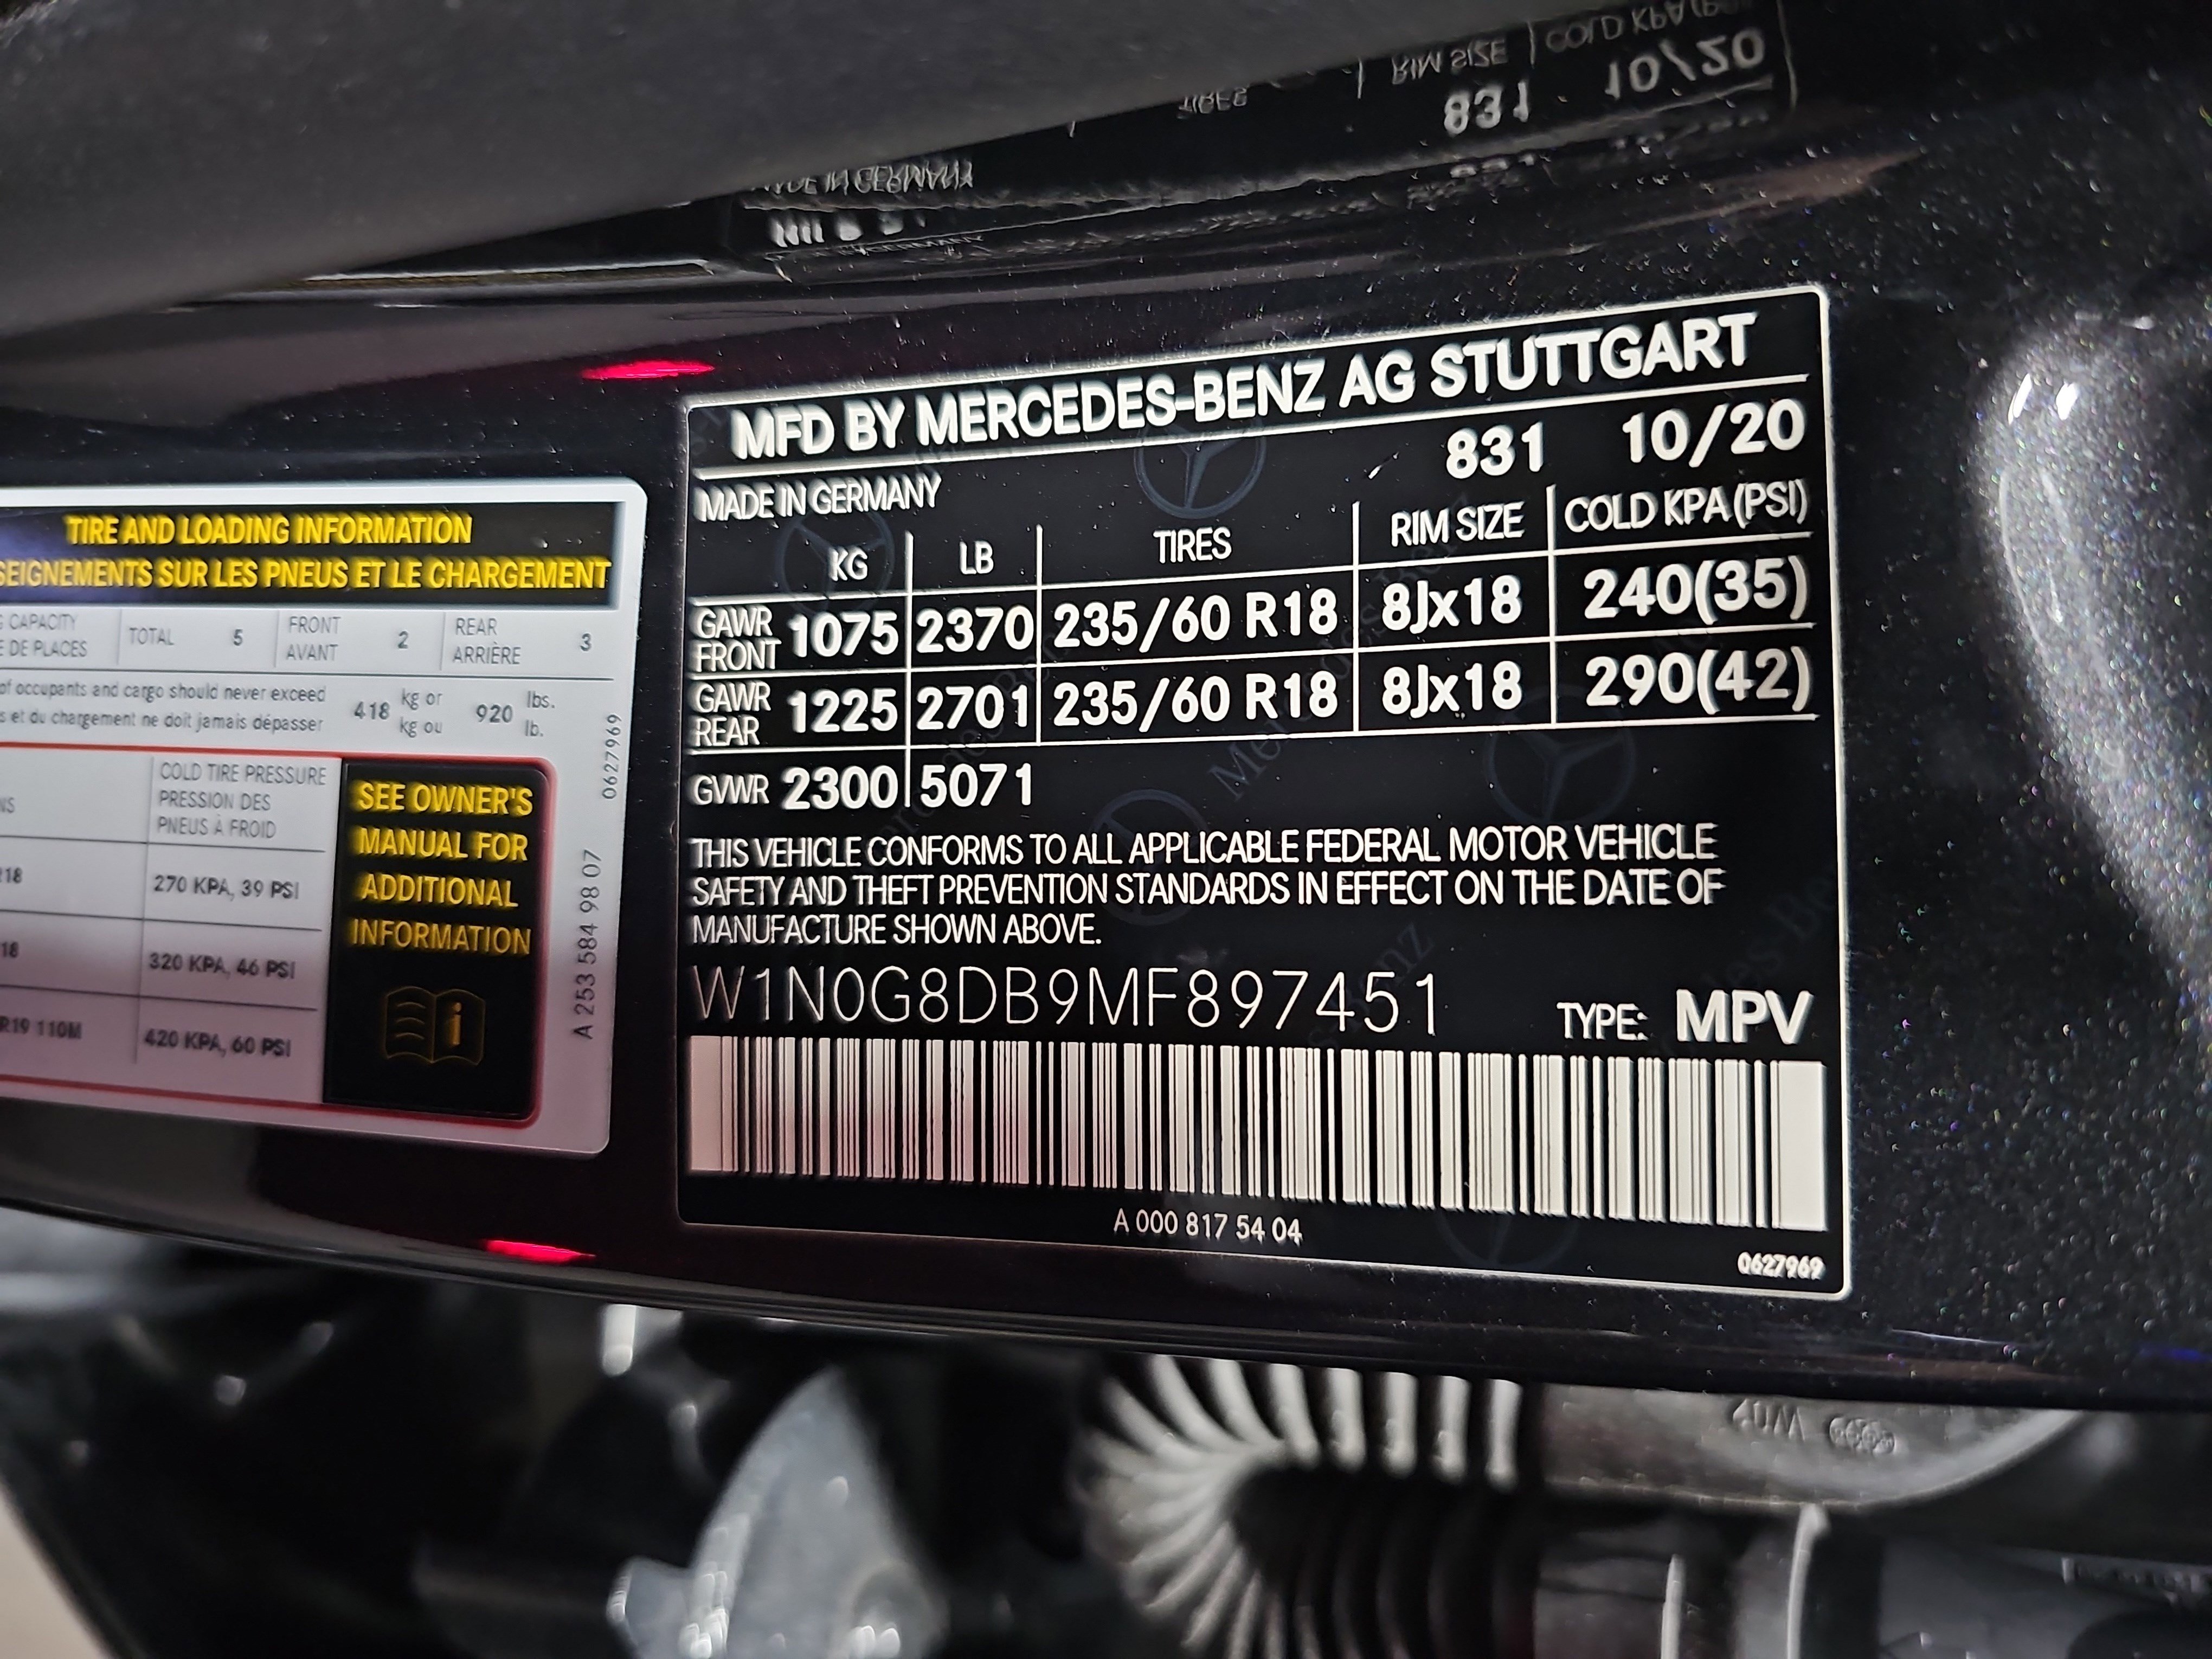 TIRE AND LOADING INFORMATION
SEIGNEMENTS SUR LES PNEUS ET LE CHARGEMENT
CAPACITY TOTAL 5 FRONT 2 REAR 3
DE PLACES AVANT ARRIÈRE
of occupants and cargo should never exceed 418 kg or 920 lbs.
s et du chargement ne doit jamais dépasser kg ou lb.
COLD TIRE PRESSURE
PRESSION DES
PNEUS À FROID
R18 270 KPA, 39 PSI
18 320 KPA, 46 PSI
R19 110M 420 KPA, 60 PSI
SEE OWNER'S
MANUAL FOR
ADDITIONAL
INFORMATION
A 253 584 98 07 0627969
MFD BY MERCEDES-BENZ AG STUTTGART
831 10/20
MADE IN GERMANY
KG LB TIRES RIM SIZE COLD KPA (PSI)
GAWR FRONT 1075 2370 235/60 R18 8Jx18 240(35)
GAWR REAR 1225 2701 235/60 R18 8Jx18 290(42)
GVWR 2300 5071
THIS VEHICLE CONFORMS TO ALL APPLICABLE FEDERAL MOTOR VEHICLE
SAFETY AND THEFT PREVENTION STANDARDS IN EFFECT ON THE DATE OF
MANUFACTURE SHOWN ABOVE.
W1N0G8DB9MF897451 TYPE: MPV
A 000 817 54 04
0627969